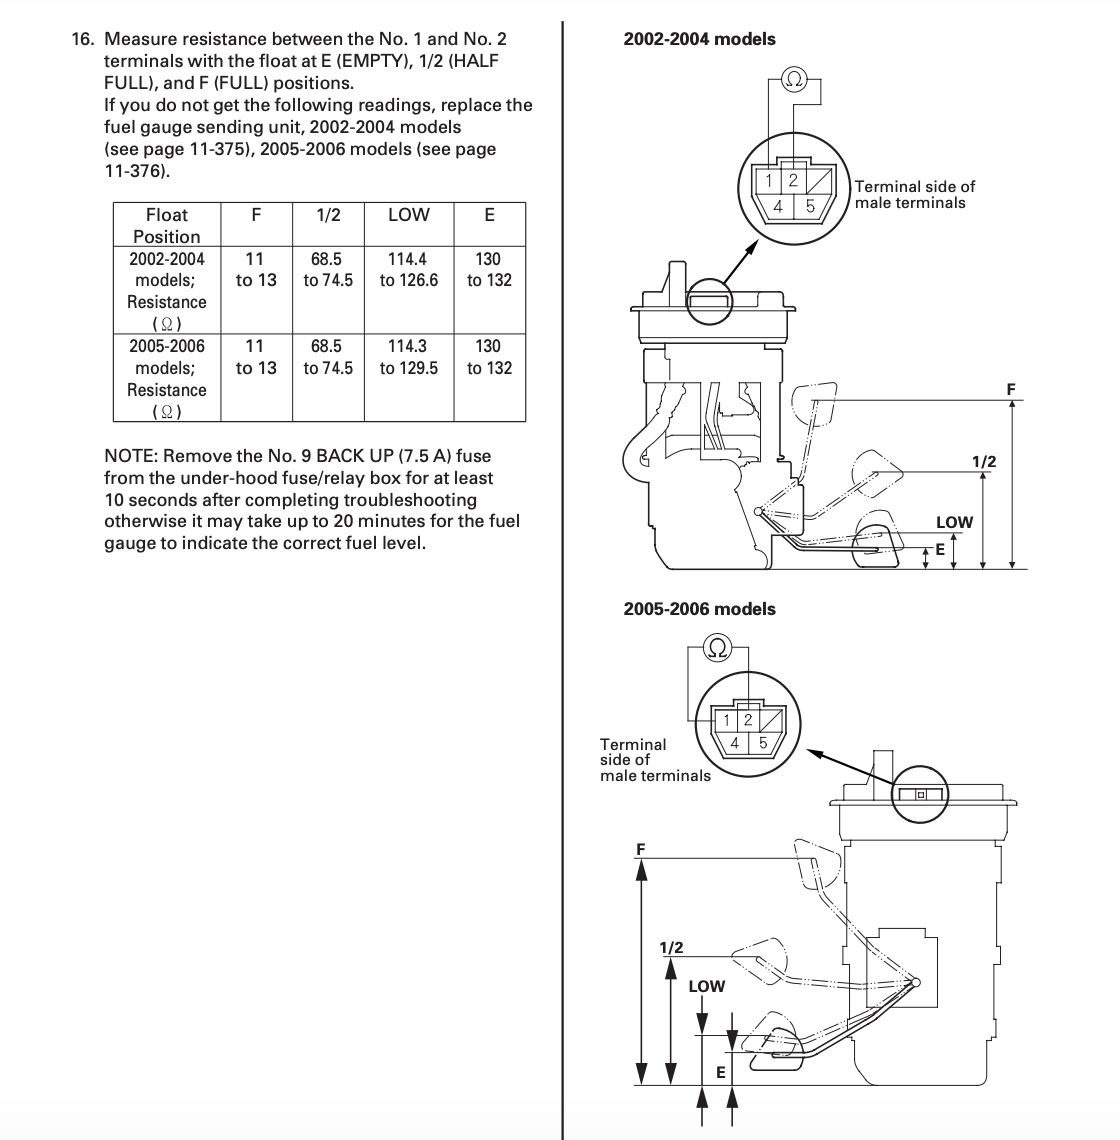 16. Measure resistance between the No. 1 and No. 2
terminals with the float at E (EMPTY), 1/2 (HALF
FULL), and F (FULL) positions.
If you do not get the following readings, replace the
fuel gauge sending unit, 2002-2004 models
(see page 11-375), 2005-2006 models (see page
11-376).
Float
Position
F
1/2
LOW
E
2002-2004
models;
Resistance
(Ω)
11
to 13
68.5
to 74.5
114.4
to 126.6
130
to 132
2005-2006
models;
Resistance
(Ω)
11
to 13
68.5
to 74.5
114.3
to 129.5
130
to 132
NOTE: Remove the No. 9 BACK UP (7.5 A) fuse
from the under-hood fuse/relay box for at least
10 seconds after completing troubleshooting
otherwise it may take up to 20 minutes for the fuel
gauge to indicate the correct fuel level.
2002-2004 models
Ω
1 2
4 5
Terminal side of
male terminals
F
1/2
LOW
E
2005-2006 models
Ω
1 2
4 5
Terminal
side of
male terminals
F
1/2
LOW
E